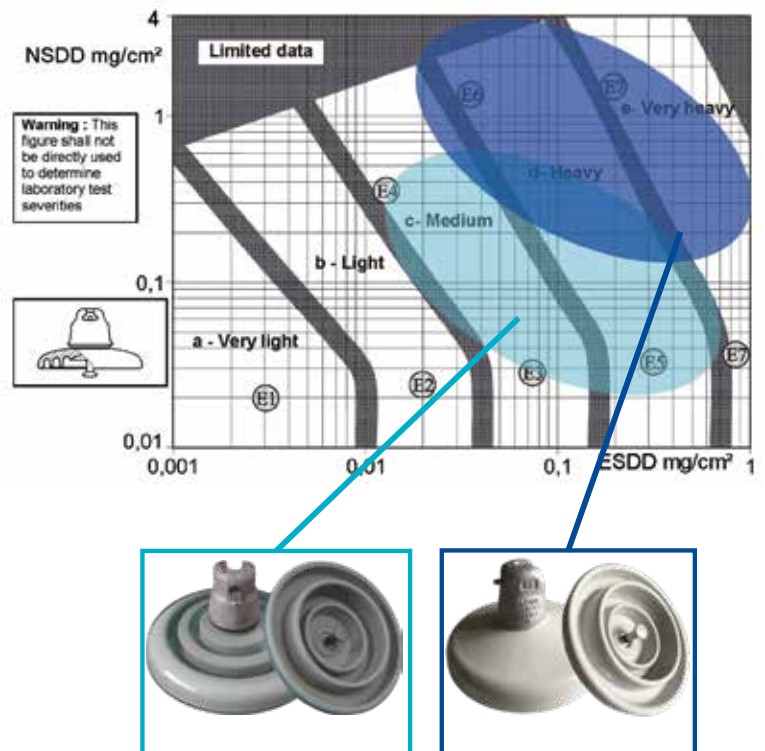 4
NSDD mg/cm²
Limited data
1
Warning : This
figure shall not
be directly used
to determine
laboratory test
severities
E6
E7
e- Very heavy
d- Heavy
E4
c- Medium
b - Light
0,1
a - Very light
E1
E2
E3
E5
E7
0,01
0,001
0,01
0,1
ESDD mg/cm²
1